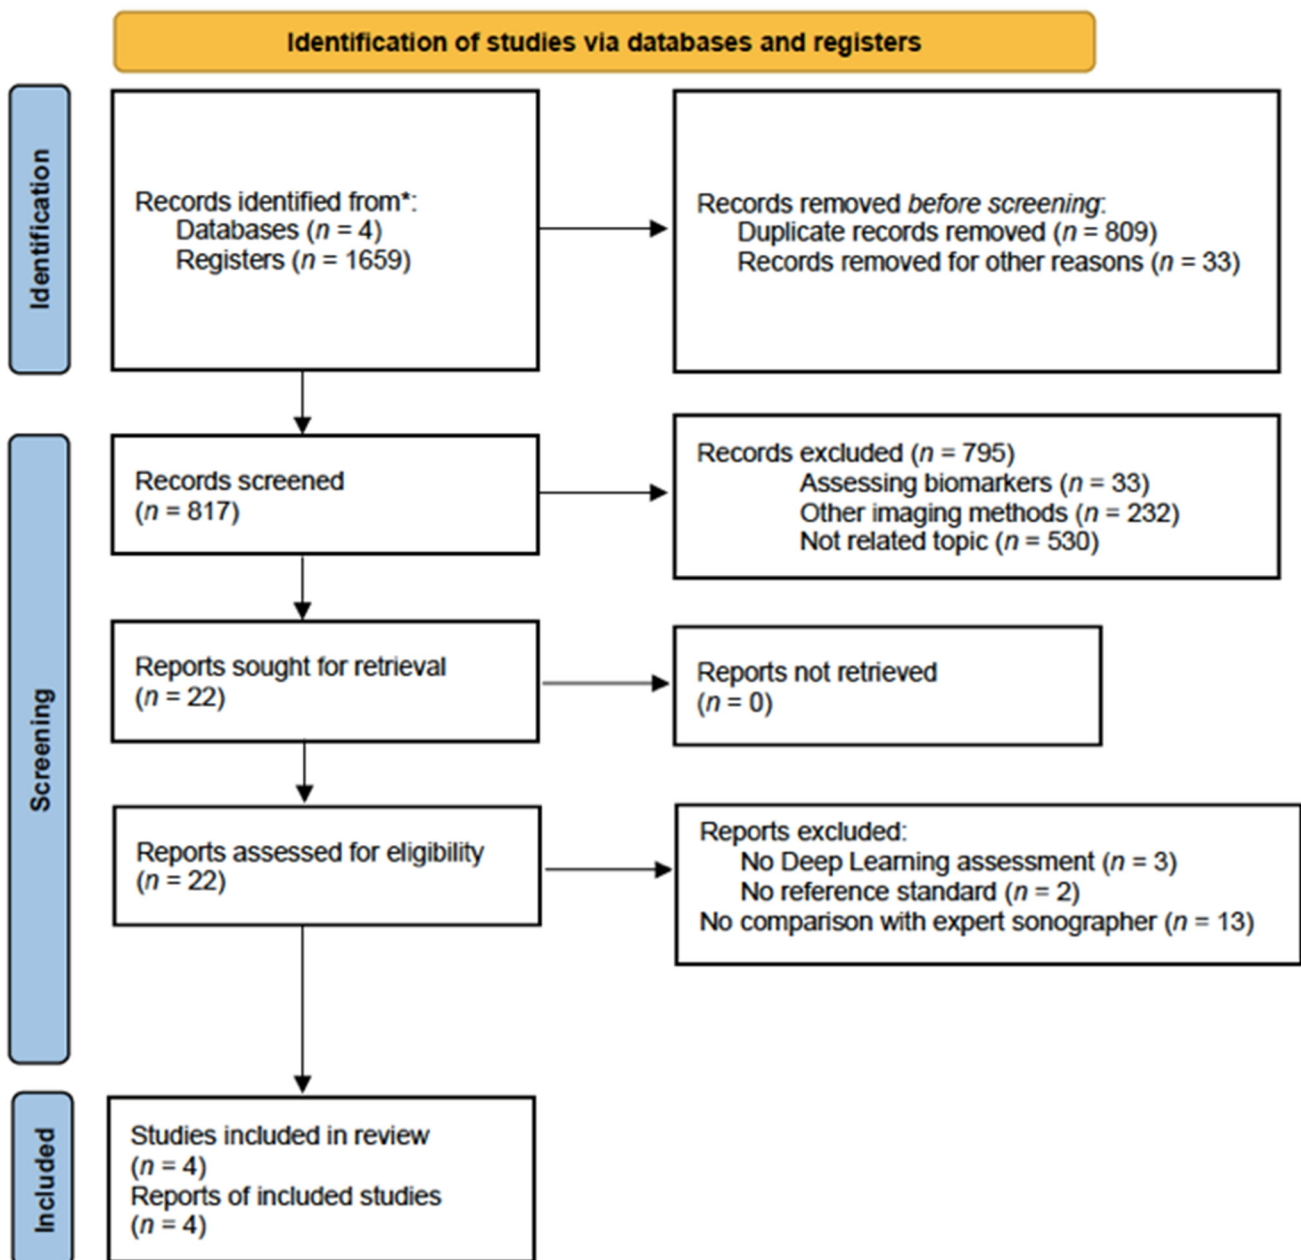 Identification of studies via databases and registers
Identification
Records identified from*:
Databases (n = 4)
Registers (n = 1659)
Records removed before screening:
Duplicate records removed (n = 809)
Records removed for other reasons (n = 33)
Screening
Records screened
(n = 817)
Records excluded (n = 795)
Assessing biomarkers (n = 33)
Other imaging methods (n = 232)
Not related topic (n = 530)
Reports sought for retrieval
(n = 22)
Reports not retrieved
(n = 0)
Reports assessed for eligibility
(n = 22)
Reports excluded:
No Deep Learning assessment (n = 3)
No reference standard (n = 2)
No comparison with expert sonographer (n = 13)
Included
Studies included in review
(n = 4)
Reports of included studies
(n = 4)